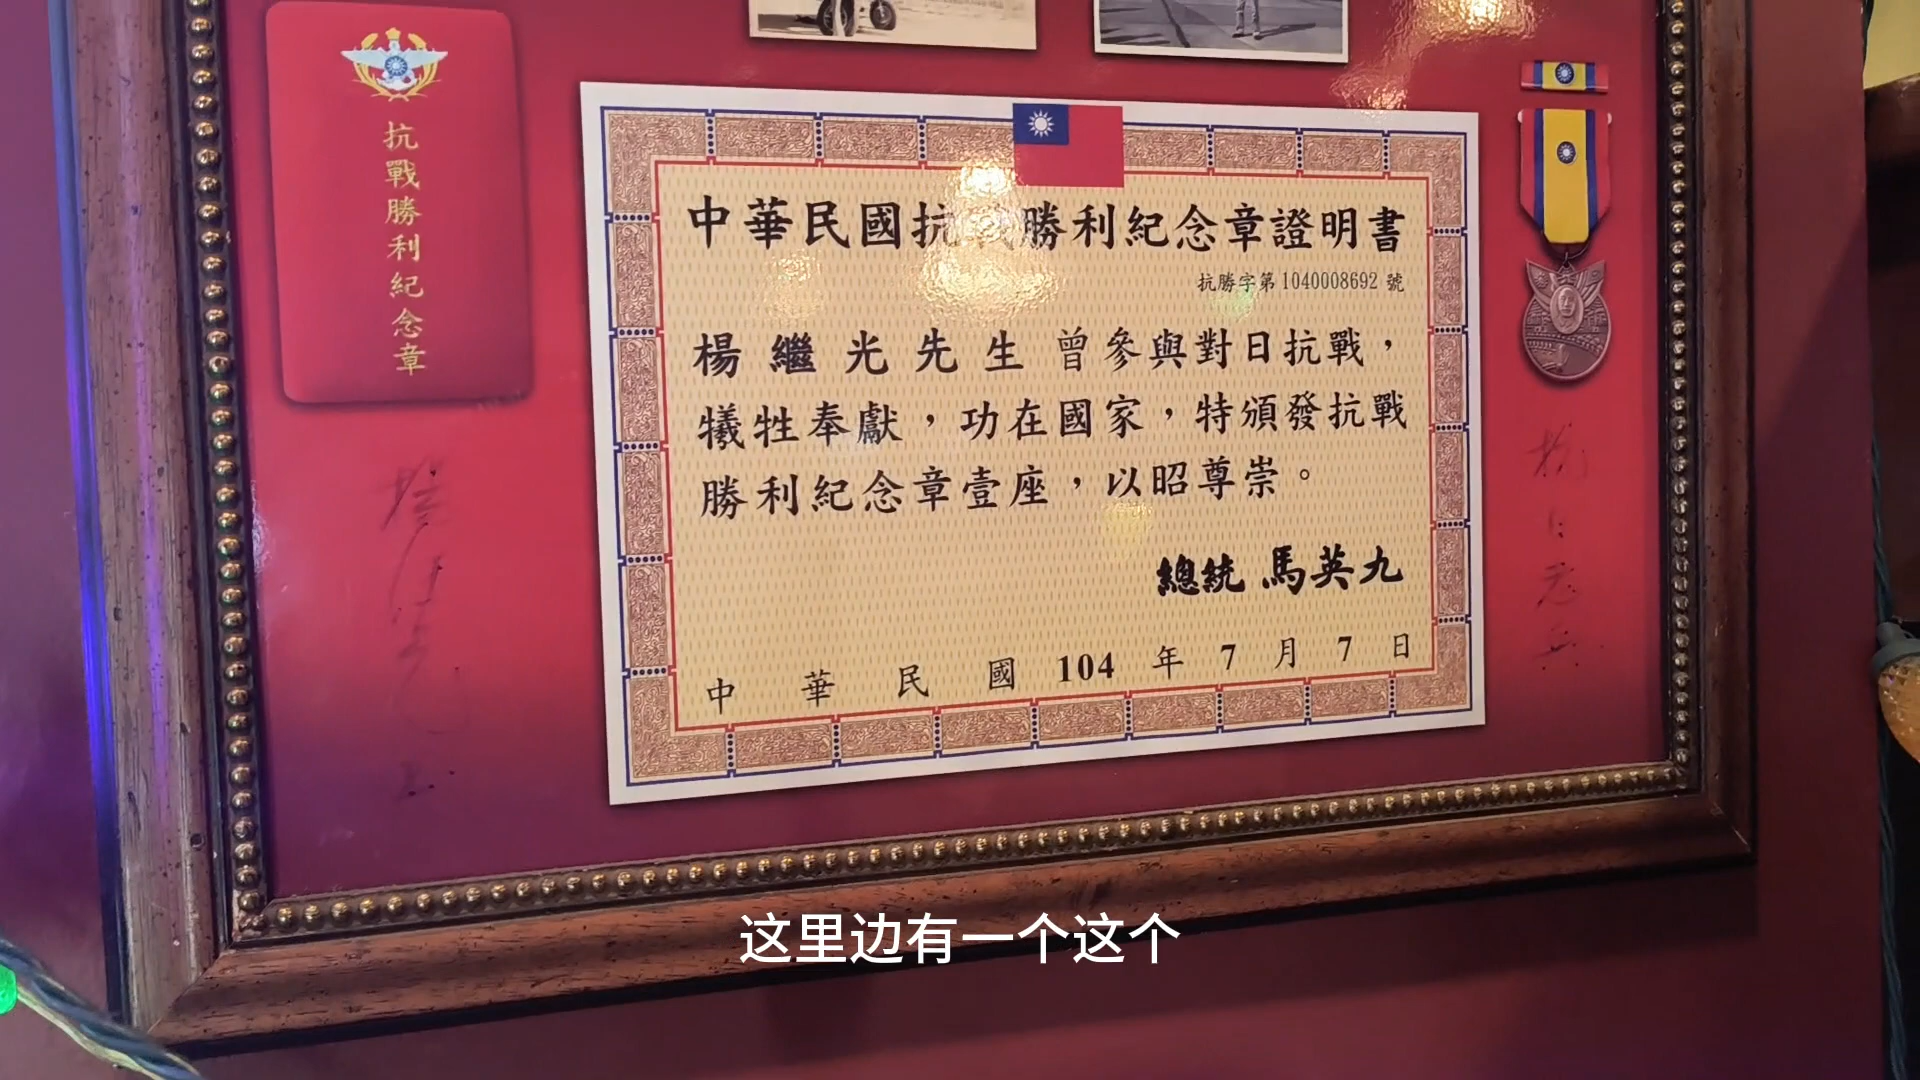 抗戰勝利紀念章
中華民國抗戰勝利紀念章證明書
抗勝字第1040008692號
楊繼光先生曾參與對日抗戰，
犧牲奉獻，功在國家，特頒發抗戰
勝利紀念章壹座，以昭尊崇。
總統 馬英九
中華民國104年7月7日
这里边有一个这个